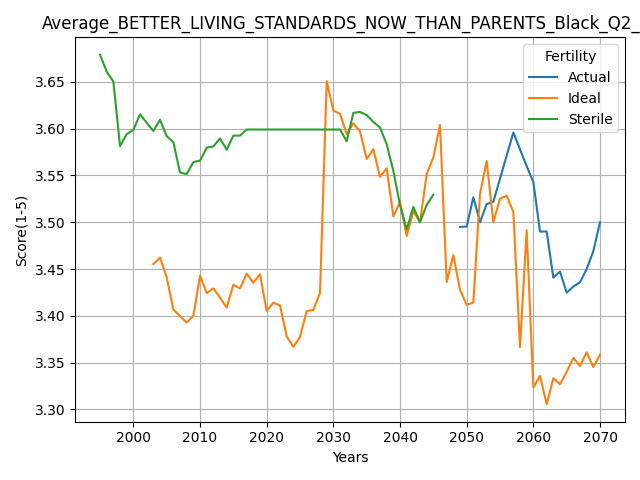 Average_BETTER_LIVING_STANDARDS_NOW_THAN_PARENTS_Black_Q2_
Fertility
Actual
Ideal
Sterile
Score(1-5)
3.65
3.60
3.55
3.50
3.45
3.40
3.35
3.30
2000 2010 2020 2030 2040 2050 2060 2070
Years